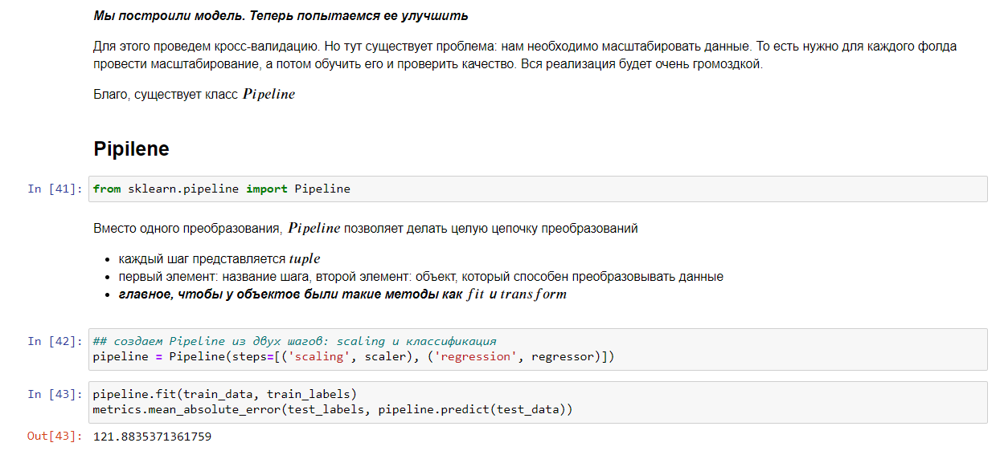 Мы построили модель. Теперь попытаемся ее улучшить
Для этого проведем кросс-валидацию. Но тут существует проблема: нам необходимо масштабировать данные. То есть нужно для каждого фолда
провести масштабирование, а потом обучить его и проверить качество. Вся реализация будет очень громоздкой.
Благо, существует класс Pipeline
Pipilene
In [41]: from sklearn.pipeline import Pipeline
Вместо одного преобразования, Pipeline позволяет делать целую цепочку преобразований
• каждый шаг представляется tuple
• первый элемент: название шага, второй элемент: объект, который способен преобразовывать данные
• главное, чтобы у объектов были такие методы как fit и transform
In [42]: ## создаем Pipeline из двух шагов: scaling и классификация
pipeline = Pipeline(steps=[('scaling', scaler), ('regression', regressor)])
In [43]: pipeline.fit(train_data, train_labels)
metrics.mean_absolute_error(test_labels, pipeline.predict(test_data))
Out[43]: 121.8835371361759